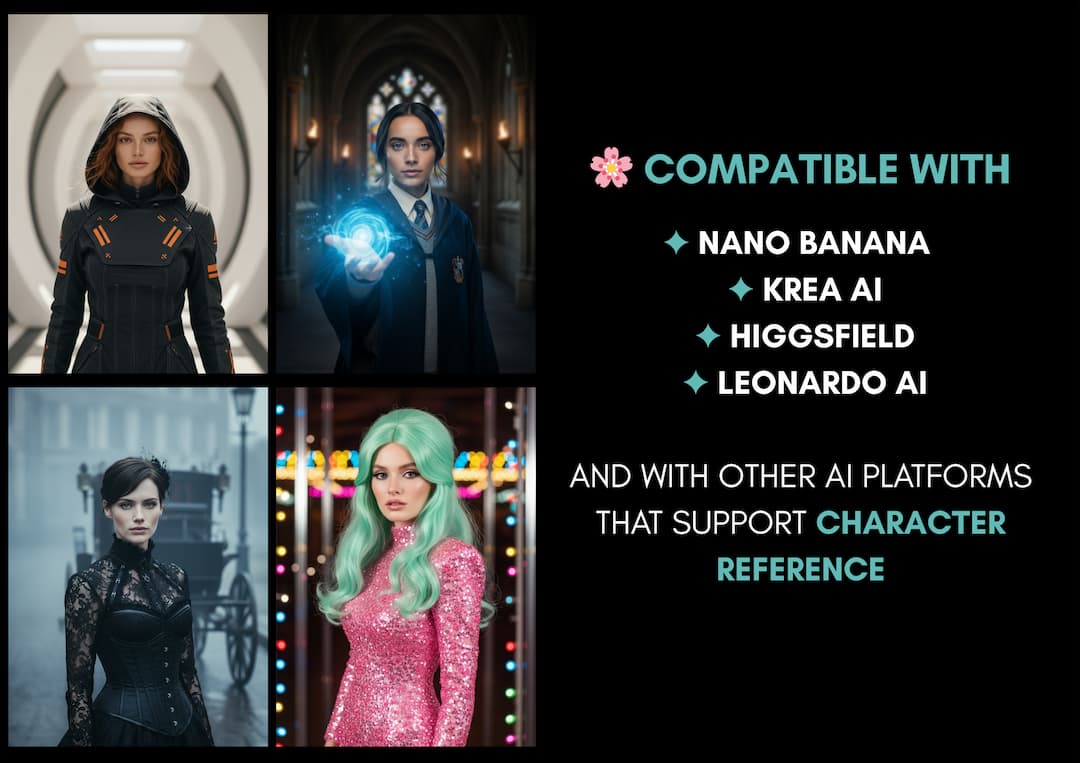 🌸 COMPATIBLE WITH
✦ NANO BANANA
✦ KREA AI
✦ HIGGSFIELD
✦ LEONARDO AI
AND WITH OTHER AI PLATFORMS
THAT SUPPORT CHARACTER
REFERENCE